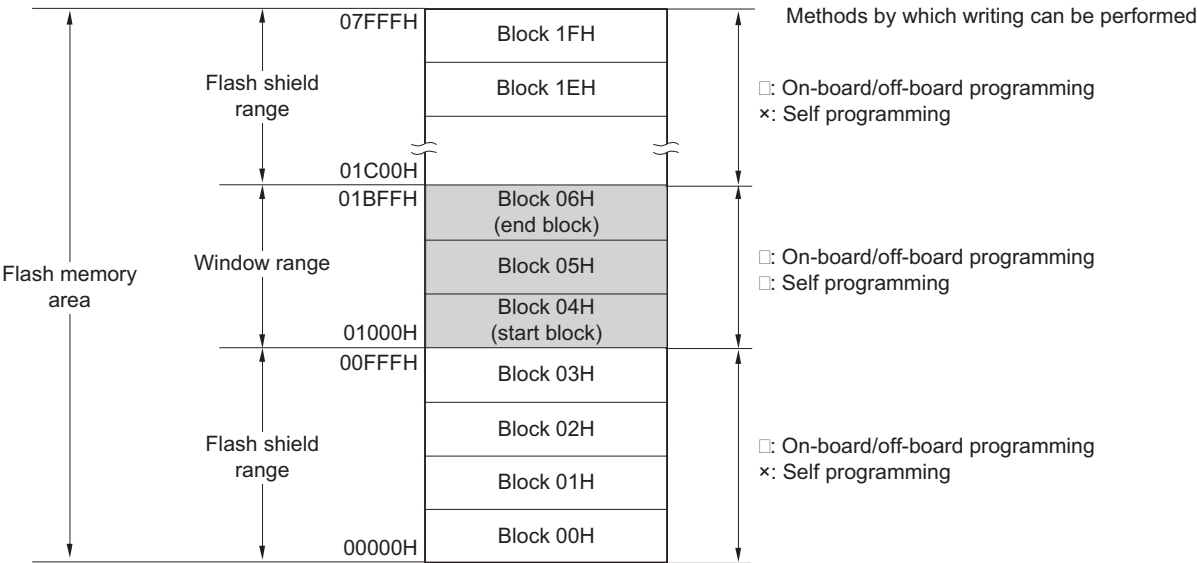 Methods by which writing can be performed
07FFFH
Block 1FH
Flash shield
range
Block 1EH
□: On-board/off-board programming
×: Self programming
01C00H
01BFFH
Block 06H
(end block)
Flash memory
area
Window range
Block 05H
□: On-board/off-board programming
□: Self programming
Block 04H
(start block)
01000H
00FFFH
Block 03H
Flash shield
range
Block 02H
□: On-board/off-board programming
×: Self programming
Block 01H
Block 00H
00000H